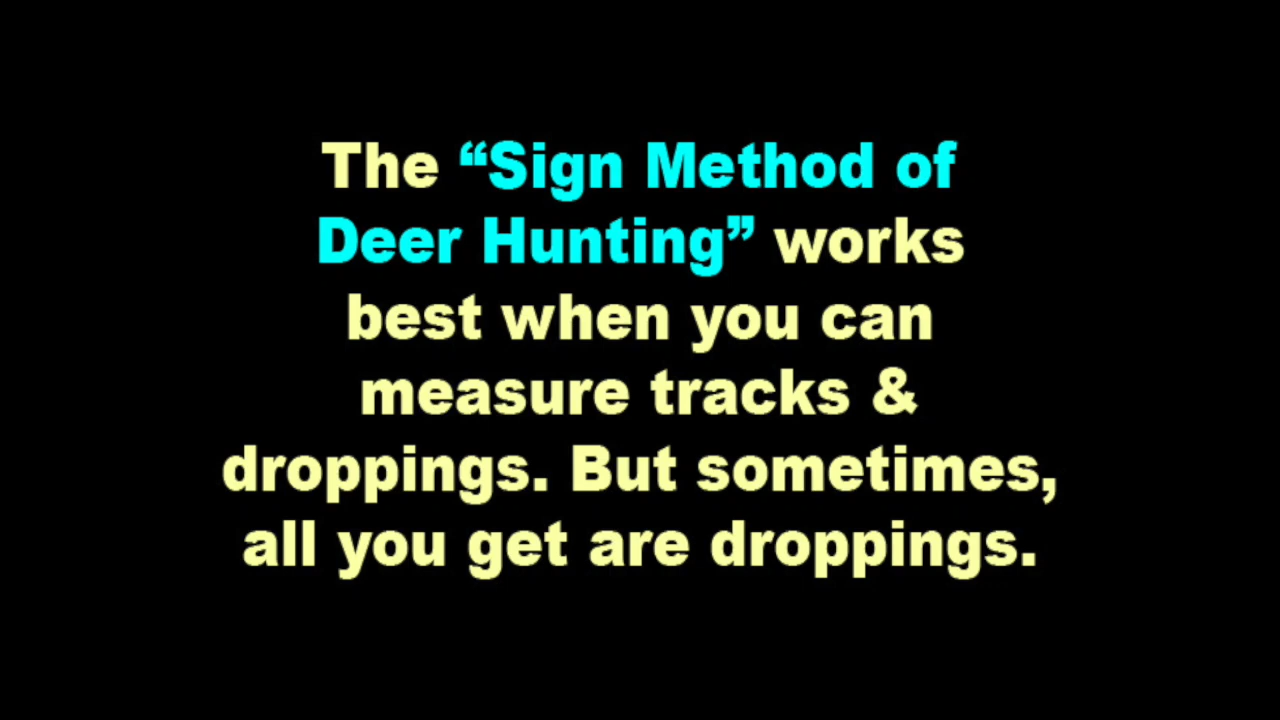 The “Sign Method of
Deer Hunting” works
best when you can
measure tracks &
droppings. But sometimes,
all you get are droppings.